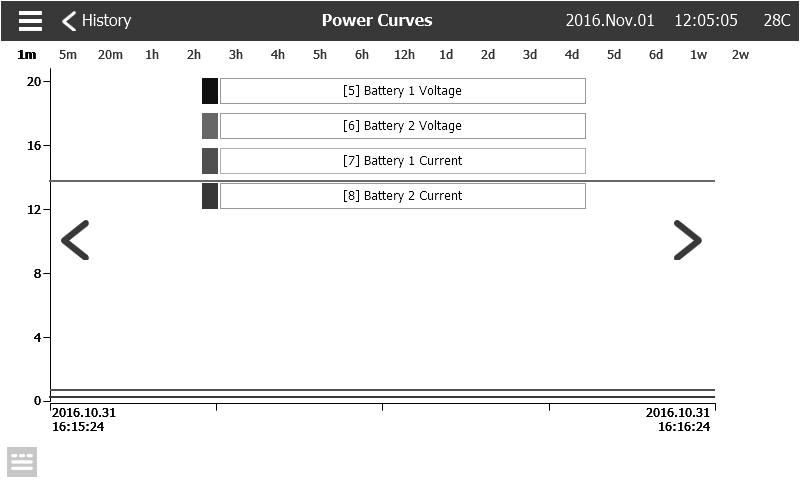 History Power Curves 2016.Nov.01 12:05:05 28C
1m 5m 20m 1h 2h 3h 4h 5h 6h 12h 1d 2d 3d 4d 5d 6d 1w 2w
20
[5] Battery 1 Voltage
[6] Battery 2 Voltage
16
[7] Battery 1 Current
[8] Battery 2 Current
12
8
4
0
2016.10.31 2016.10.31
16:15:24 16:16:24